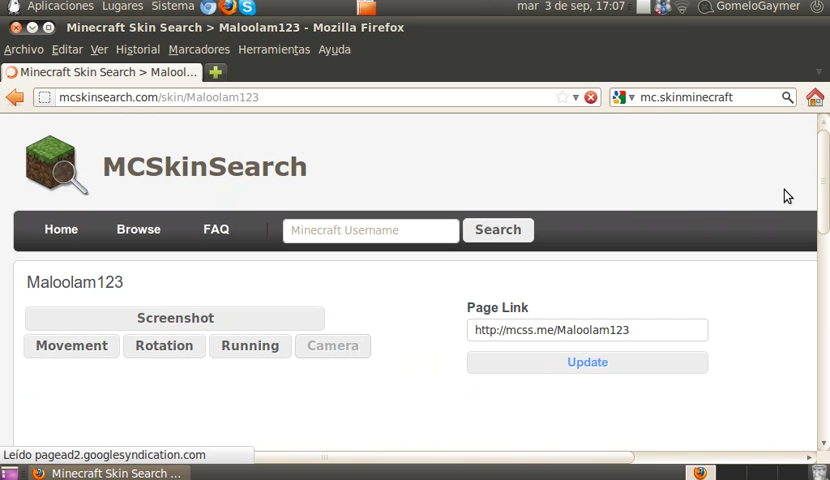 Aplicaciones Lugares Sistema mar 3 de sep, 17:07 GomeloGaymer
Minecraft Skin Search > Maloolam123 - Mozilla Firefox
Archivo Editar Ver Historial Marcadores Herramientas Ayuda
Minecraft Skin Search > Malool...
mcskinsearch.com/skin/Maloolam123 mc.skinminecraft
MCSkinSearch
Home Browse FAQ Minecraft Username Search
Maloolam123
Page Link
Screenshot
http://mcss.me/Maloolam123
Movement Rotation Running Camera
Update
Leído pagead2.googlesyndication.com
Minecraft Skin Search ...